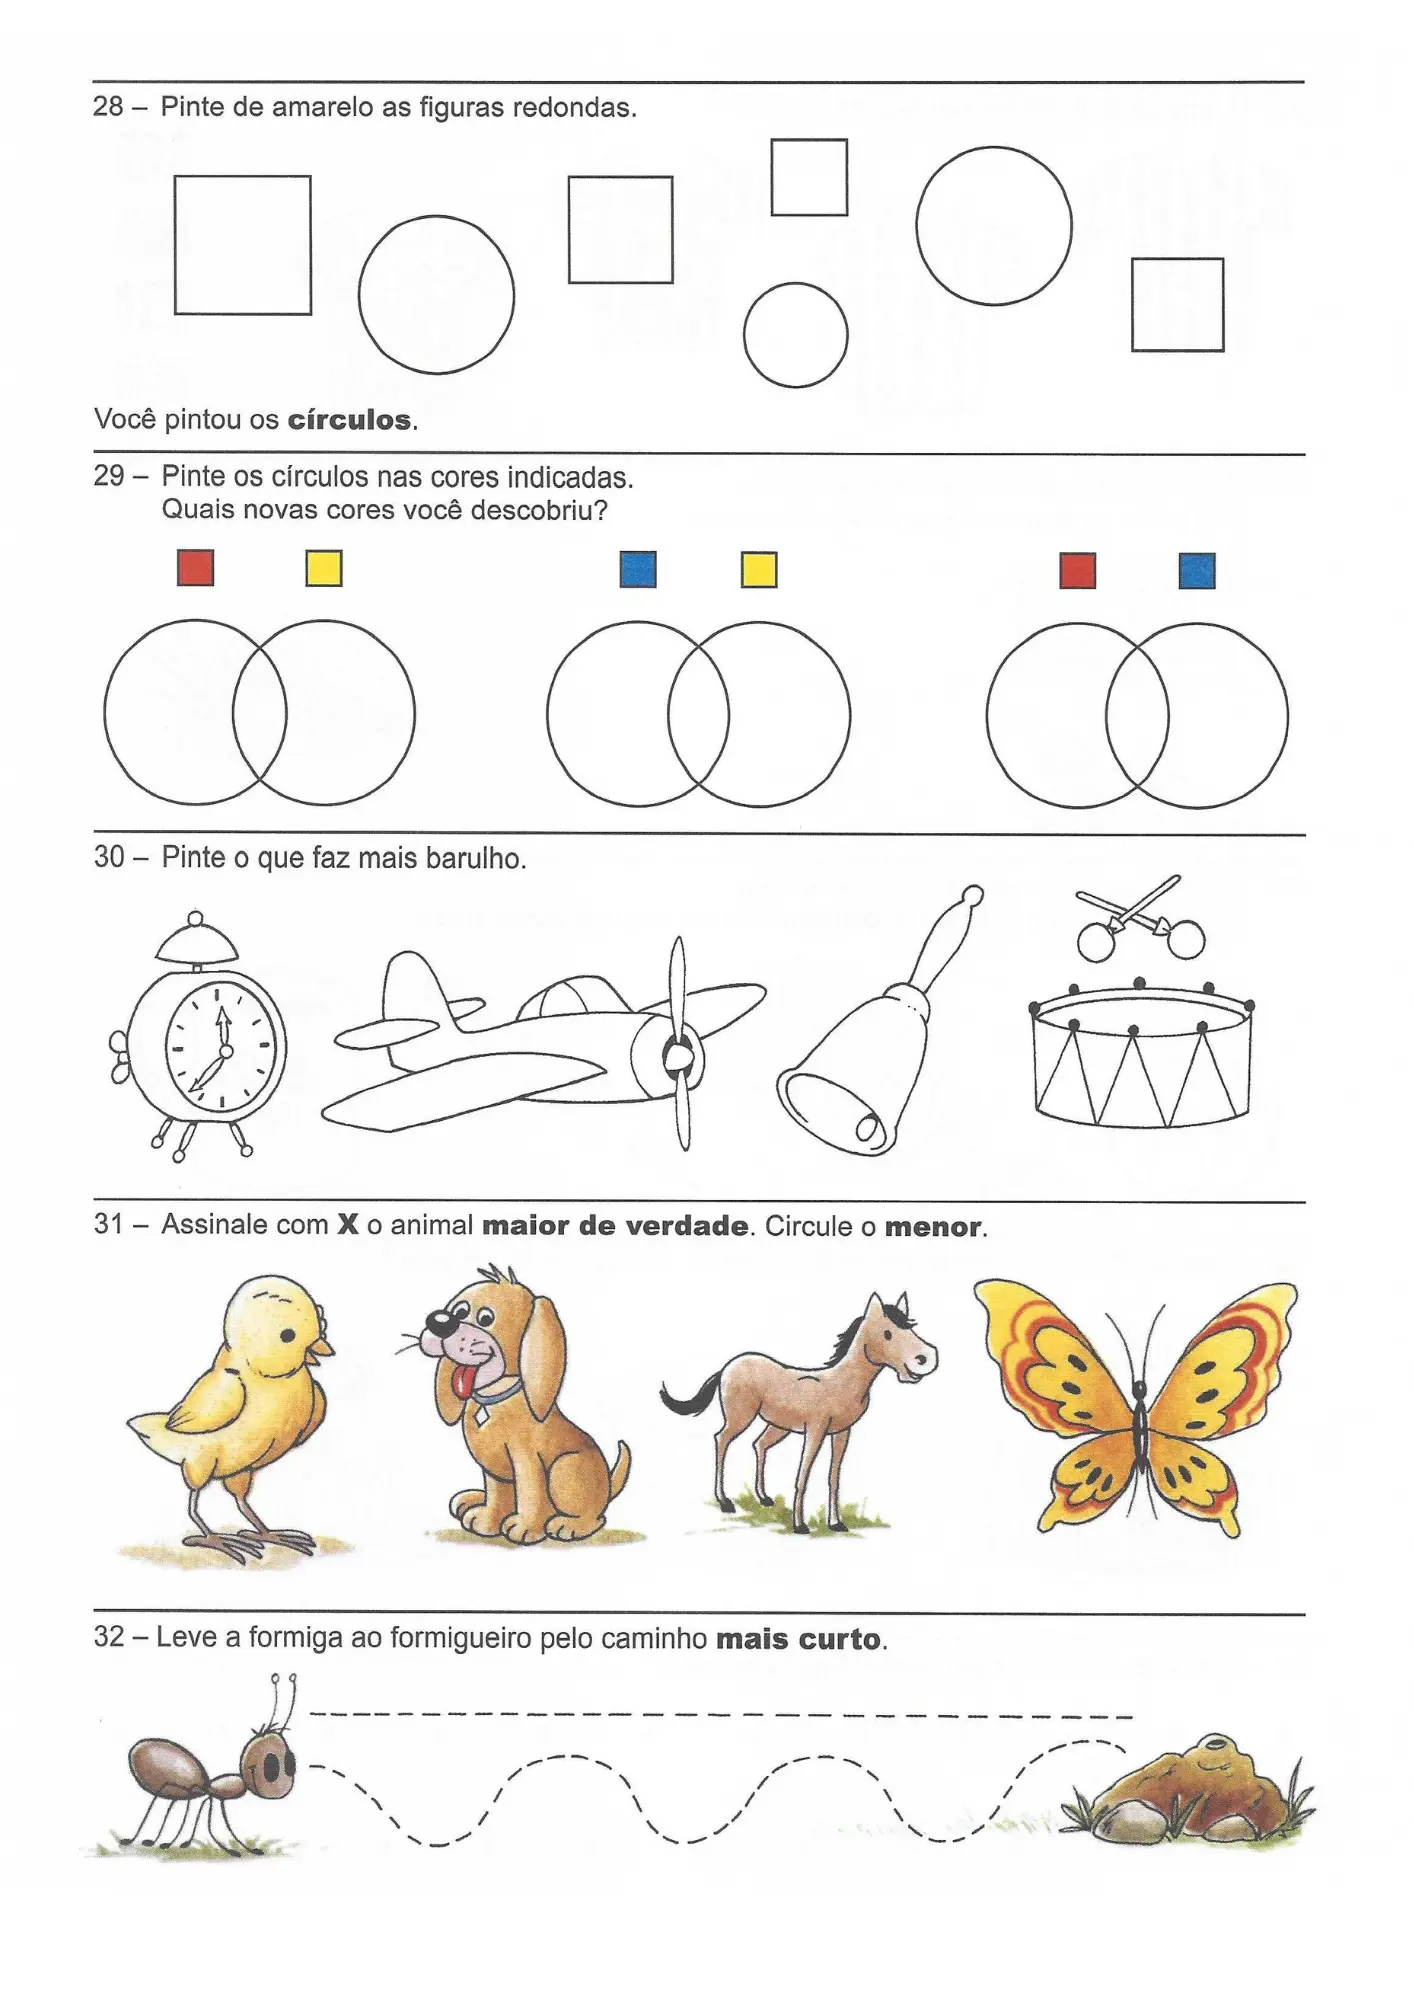 28 – Pinte de amarelo as figuras redondas.
Você pintou os círculos.
29 – Pinte os círculos nas cores indicadas.
Quais novas cores você descobriu?
30 – Pinte o que faz mais barulho.
31 – Assinale com X o animal maior de verdade. Circule o menor.
32 – Leve a formiga ao formigueiro pelo caminho mais curto.